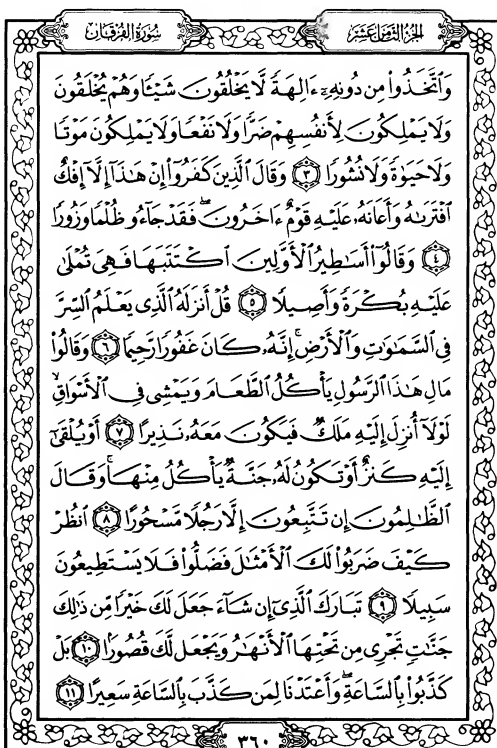 الجزء الثامن عشر
سورة الفرقان
وَٱتَّخَذُوا۟ مِن دُونِهِۦٓ ءَالِهَةً لَّا يَخْلُقُونَ شَيْـًٔا وَهُمْ يُخْلَقُونَ
وَلَا يَمْلِكُونَ لِأَنفُسِهِمْ ضَرًّا وَلَا نَفْعًا وَلَا يَمْلِكُونَ مَوْتًا
وَلَا حَيَوٰةً وَلَا نُشُورًا ٣ وَقَالَ ٱلَّذِينَ كَفَرُوٓا۟ إِنْ هَـٰذَآ إِلَّآ إِفْكٌ
ٱفْتَرَىٰهُ وَأَعَانَهُۥ عَلَيْهِ قَوْمٌ ءَاخَرُونَ ۖ فَقَدْ جَآءُو ظُلْمًا وَزُورًا
٤ وَقَالُوٓا۟ أَسَـٰطِيرُ ٱلْأَوَّلِينَ ٱكْتَتَبَهَا فَهِىَ تُمْلَىٰ
عَلَيْهِ بُكْرَةً وَأَصِيلًا ٥ قُلْ أَنزَلَهُ ٱلَّذِى يَعْلَمُ ٱلسِّرَّ
فِى ٱلسَّمَـٰوَٰتِ وَٱلْأَرْضِ ۚ إِنَّهُۥ كَانَ غَفُورًا رَّحِيمًا ٦ وَقَالُوا۟
مَالِ هَـٰذَا ٱلرَّسُولِ يَأْكُلُ ٱلطَّعَامَ وَيَمْشِى فِى ٱلْأَسْوَاقِ ۙ
لَوْلَآ أُنزِلَ إِلَيْهِ مَلَكٌ فَيَكُونَ مَعَهُۥ نَذِيرًا ٧ أَوْ يُلْقَىٰٓ
إِلَيْهِ كَنزٌ أَوْ تَكُونُ لَهُۥ جَنَّةٌ يَأْكُلُ مِنْهَا ۚ وَقَالَ
ٱلظَّـٰلِمُونَ إِن تَتَّبِعُونَ إِلَّا رَجُلًا مَّسْحُورًا ٨ ٱنظُرْ
كَيْفَ ضَرَبُوا۟ لَكَ ٱلْأَمْثَـٰلَ فَضَلُّوا۟ فَلَا يَسْتَطِيعُونَ
سَبِيلًا ٩ تَبَارَكَ ٱلَّذِىٓ إِن شَآءَ جَعَلَ لَكَ خَيْرًا مِّن ذَٰلِكَ
جَنَّـٰتٍ تَجْرِى مِن تَحْتِهَا ٱلْأَنْهَـٰرُ وَيَجْعَل لَّكَ قُصُورًۢا ١٠ بَلْ
كَذَّبُوا۟ بِٱلسَّاعَةِ ۖ وَأَعْتَدْنَا لِمَن كَذَّبَ بِٱلسَّاعَةِ سَعِيرًا ١١
٣٦٠